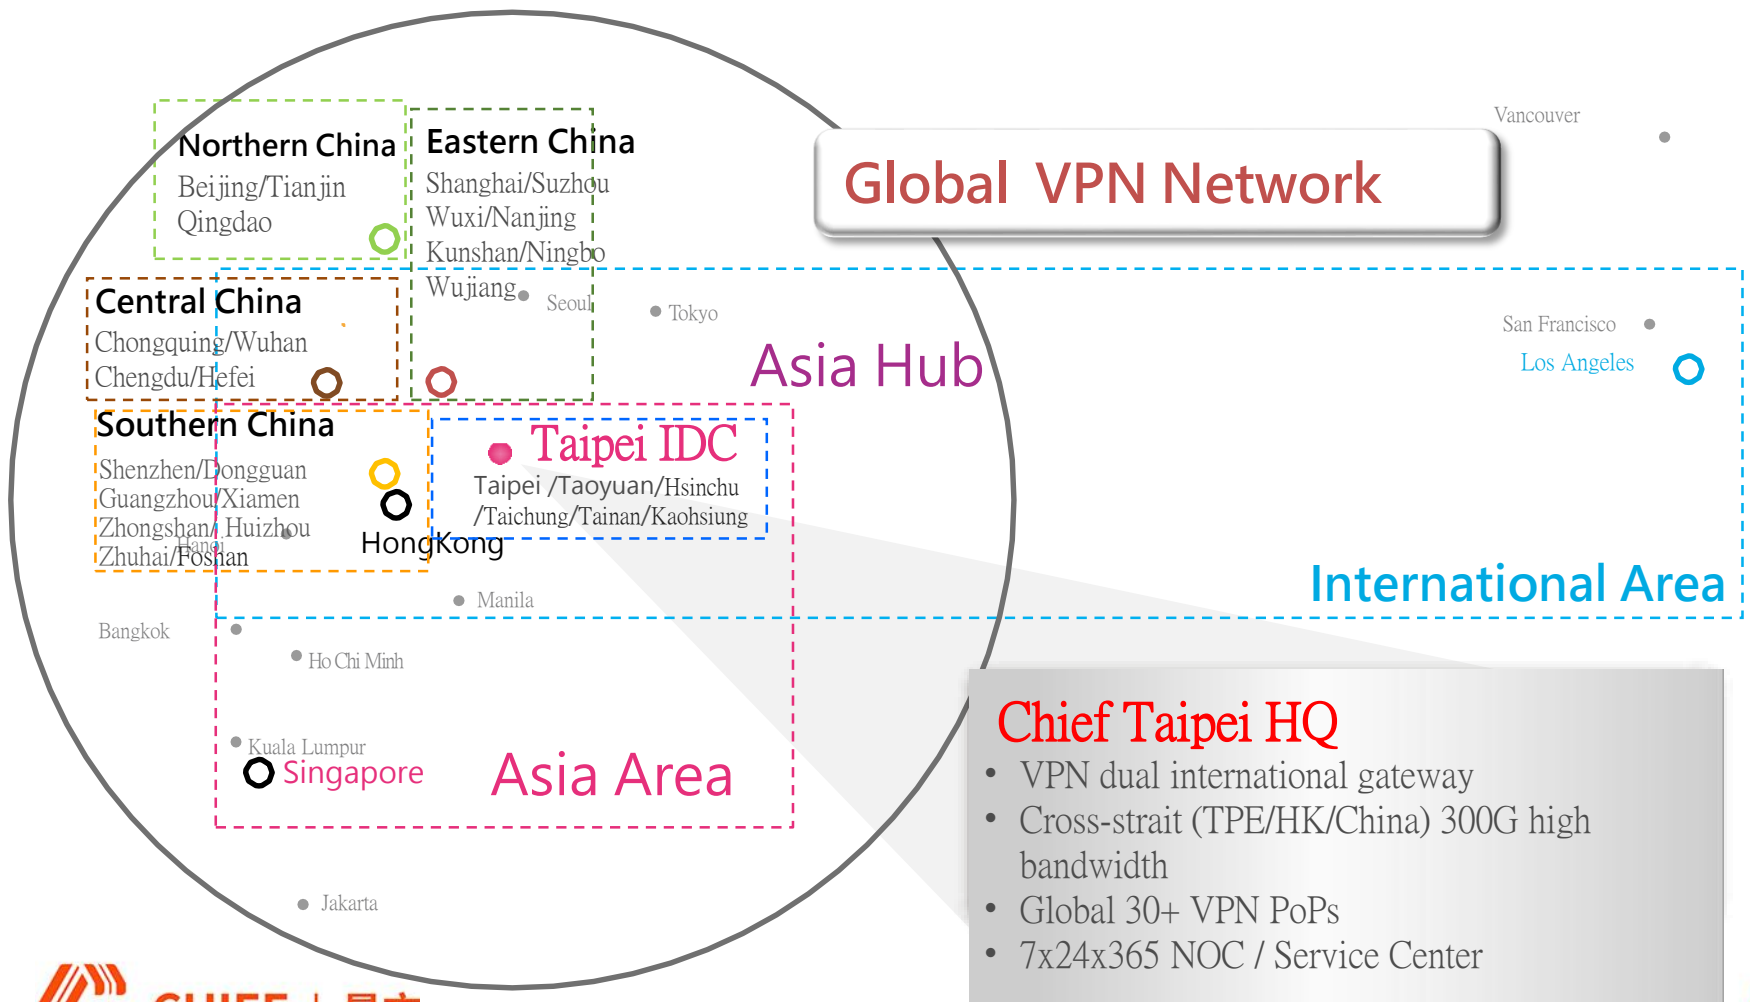 Vancouver
Global VPN Network
Northern China
Beijing/Tianjin
Qingdao
Eastern China
Shanghai/Suzhou
Wuxi/Nanjing
Kunshan/Ningbo
Wujiang
Seoul
Tokyo
Central China
Chongquing/Wuhan
Chengdu/Hefei
Asia Hub
San Francisco
Los Angeles
Southern China
Shenzhen/Dongguan
Guangzhou/Xiamen
Zhongshan/ Huizhou
Zhuhai/Foshan
Hanoi
HongKong
Taipei IDC
Taipei /Taoyuan/Hsinchu
/Taichung/Tainan/Kaohsiung
International Area
Manila
Bangkok
Ho Chi Minh
Kuala Lumpur
Singapore
Asia Area
Jakarta
Chief Taipei HQ
• VPN dual international gateway
• Cross-strait (TPE/HK/China) 300G high
bandwidth
• Global 30+ VPN PoPs
• 7x24x365 NOC / Service Center
CHIEF